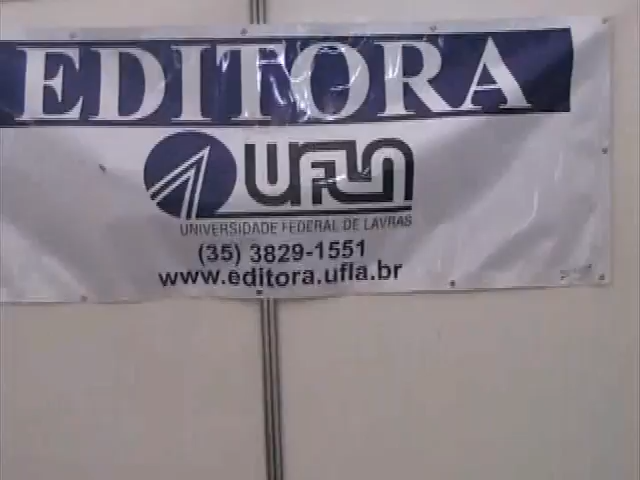 EDITORA
UFLA
UNIVERSIDADE FEDERAL DE LAVRAS
(35) 3829-1551
www.editora.ufla.br